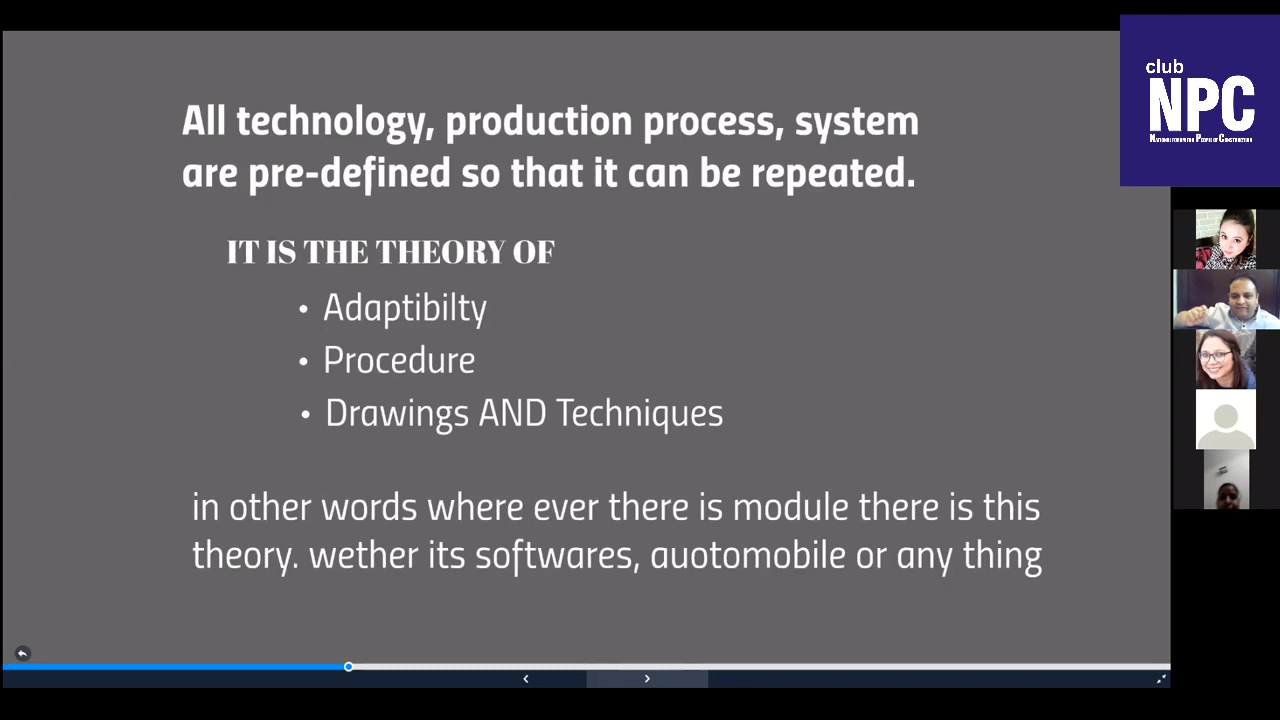 All technology, production process, system
are pre-defined so that it can be repeated.
IT IS THE THEORY OF
• Adaptibilty
• Procedure
• Drawings AND Techniques
in other words where ever there is module there is this
theory. wether its softwares, auotomobile or any thing
club
NPC